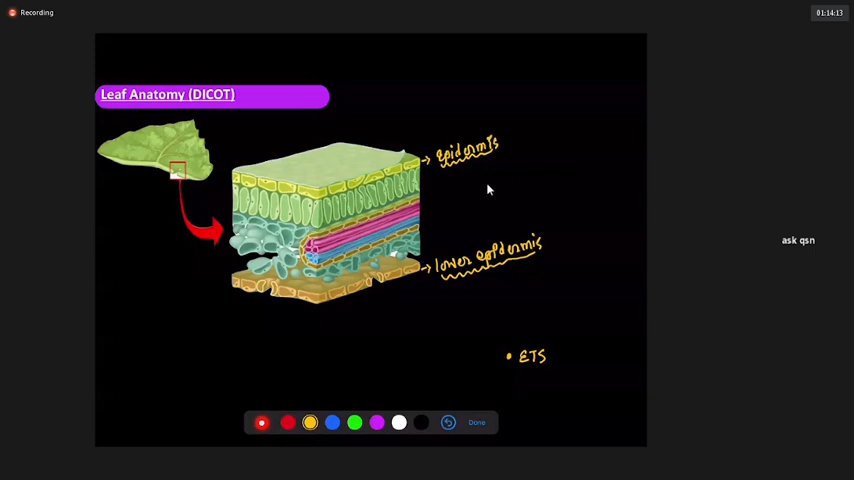 Recording
01:14:13
Leaf Anatomy (DICOT)
→ epidermis
→ lower epidermis
ask qsn
• ETS
Done